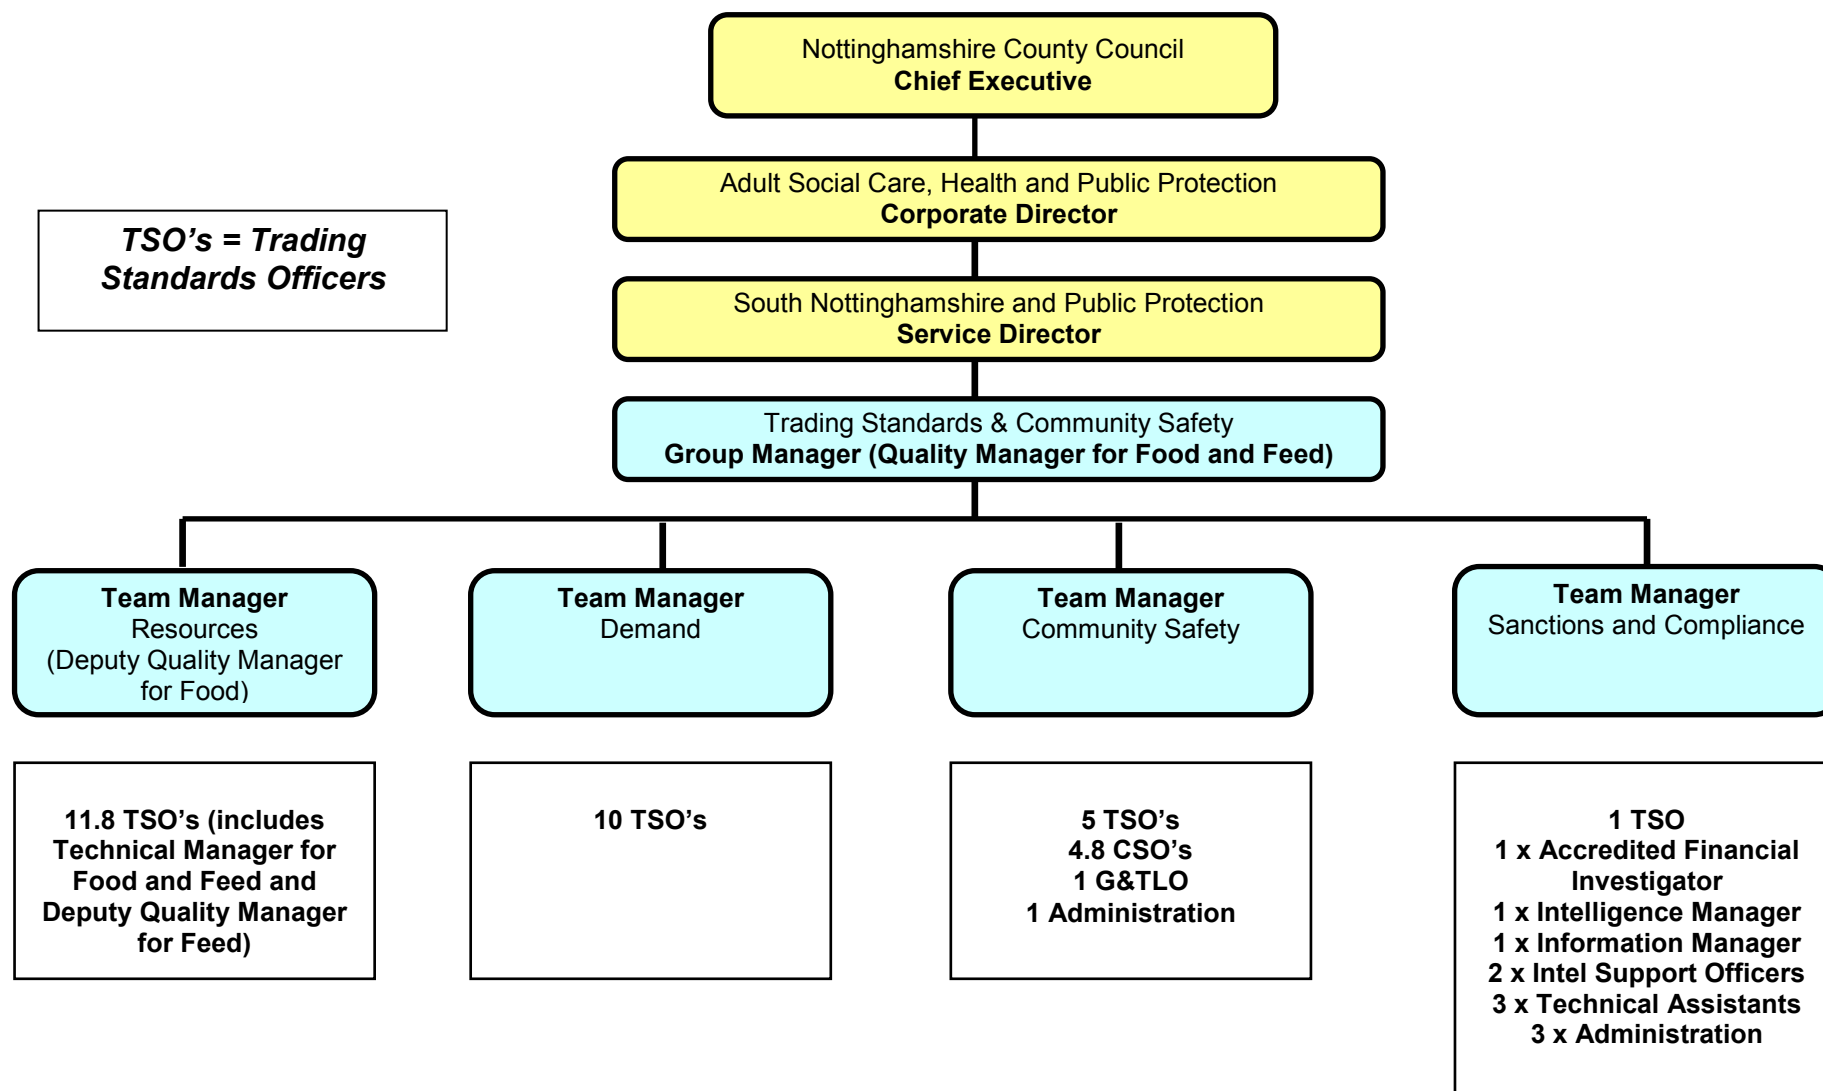 Nottinghamshire County Council
Chief Executive
Adult Social Care, Health and Public Protection
Corporate Director
TSO’s = Trading
Standards Officers
South Nottinghamshire and Public Protection
Service Director
Trading Standards & Community Safety
Group Manager (Quality Manager for Food and Feed)
Team Manager
Resources
(Deputy Quality Manager
for Food)
Team Manager
Demand
Team Manager
Community Safety
Team Manager
Sanctions and Compliance
11.8 TSO’s (includes
Technical Manager for
Food and Feed and
Deputy Quality Manager
for Feed)
10 TSO’s
5 TSO’s
4.8 CSO’s
1 G&TLO
1 Administration
1 TSO
1 x Accredited Financial
Investigator
1 x Intelligence Manager
1 x Information Manager
2 x Intel Support Officers
3 x Technical Assistants
3 x Administration